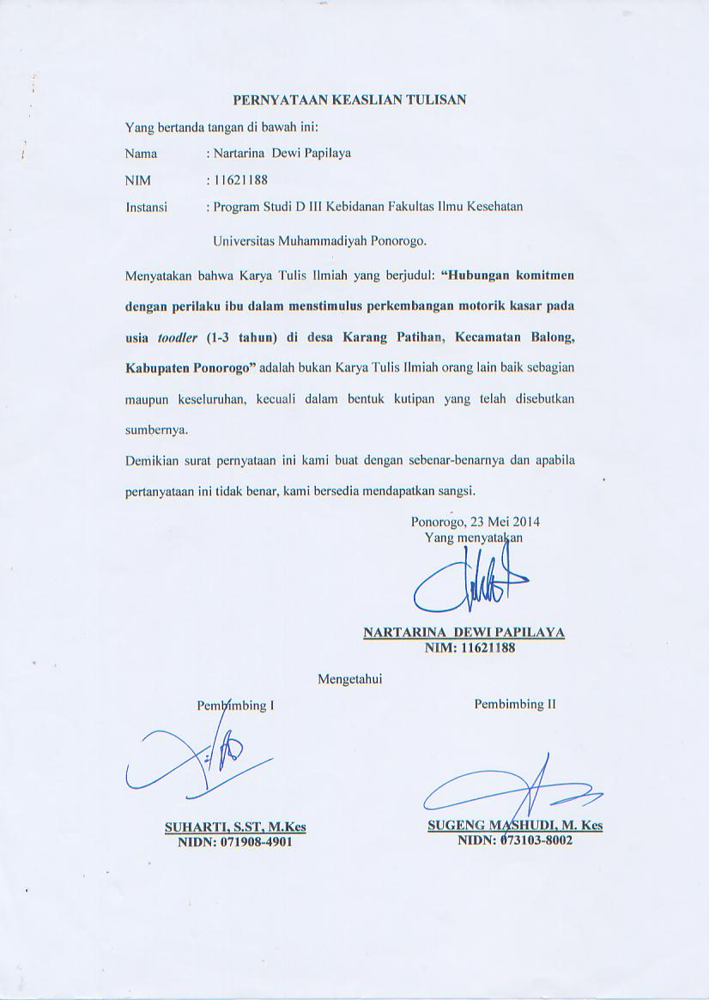 PERNYATAAN KEASLIAN TULISAN
Yang bertanda tangan di bawah ini:
Nama : Nartarina Dewi Papilaya
NIM : 11621188
Instansi : Program Studi D III Kebidanan Fakultas Ilmu Kesehatan
Universitas Muhammadiyah Ponorogo.
Menyatakan bahwa Karya Tulis Ilmiah yang berjudul: “Hubungan komitmen
dengan perilaku ibu dalam menstimulus perkembangan motorik kasar pada
usia toodler (1-3 tahun) di desa Karang Patihan, Kecamatan Balong,
Kabupaten Ponorogo” adalah bukan Karya Tulis Ilmiah orang lain baik sebagian
maupun keseluruhan, kecuali dalam bentuk kutipan yang telah disebutkan
sumbernya.
Demikian surat pernyataan ini kami buat dengan sebenar-benarnya dan apabila
pertanyataan ini tidak benar, kami bersedia mendapatkan sangsi.
Ponorogo, 23 Mei 2014
Yang menyatakan
NARTARINA DEWI PAPILAYA
NIM: 11621188
Mengetahui
Pembimbing I Pembimbing II
SUHARTI, S.ST, M.Kes SUGENG MASHUDI, M. Kes
NIDN: 071908-4901 NIDN: 073103-8002